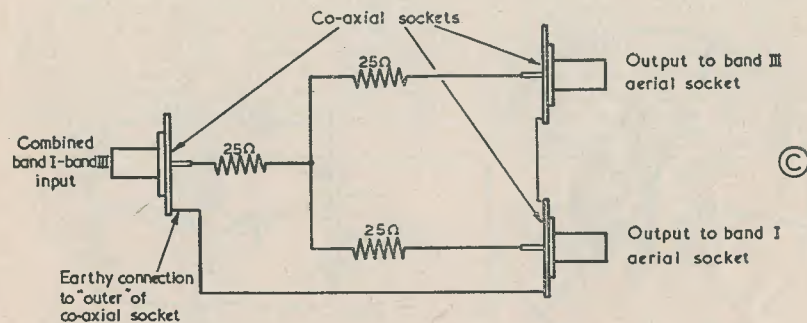 Co-axial sockets
25Ω
Output to band III
aerial socket
Combined
band I-band III
input
25Ω
C
25Ω
Output to band I
aerial socket
Earthy connection
to "outer" of
co-axial socket